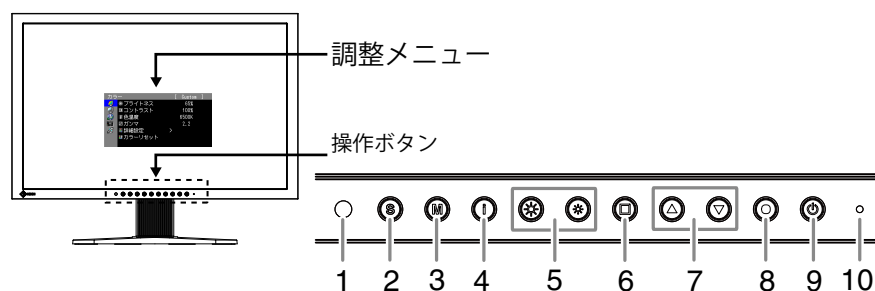 調整メニュー
カラー [ Custom ]
ブライトネス 65%
コントラスト 100%
色温度 6500K
ガンマ 2.2
詳細設定 >
カラーリセット
操作ボタン
S M
1 2 3 4 5 6 7 8 9 10